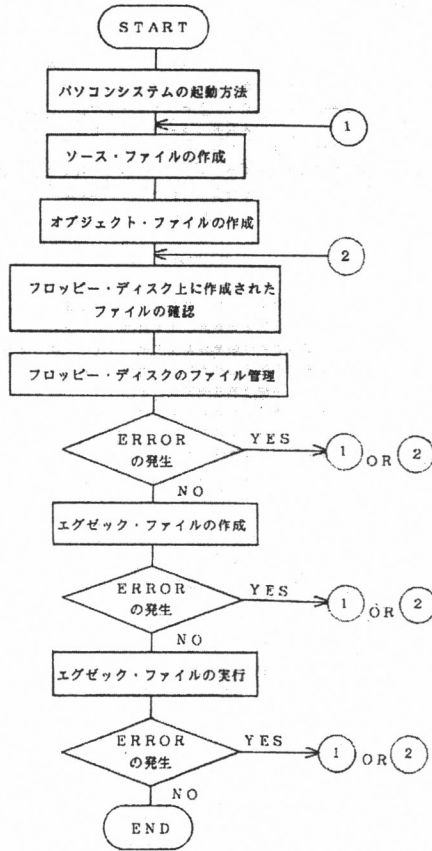 START
パソコンシステムの起動方法
1
ソース・ファイルの作成
オブジェクト・ファイルの作成
2
フロッピー・ディスク上に作成された
ファイルの確認
フロッピー・ディスクのファイル管理
ERROR
の発生
YES
1 OR 2
NO
エグゼック・ファイルの作成
ERROR
の発生
YES
1 OR 2
NO
エグゼック・ファイルの実行
ERROR
の発生
YES
1 OR 2
NO
END